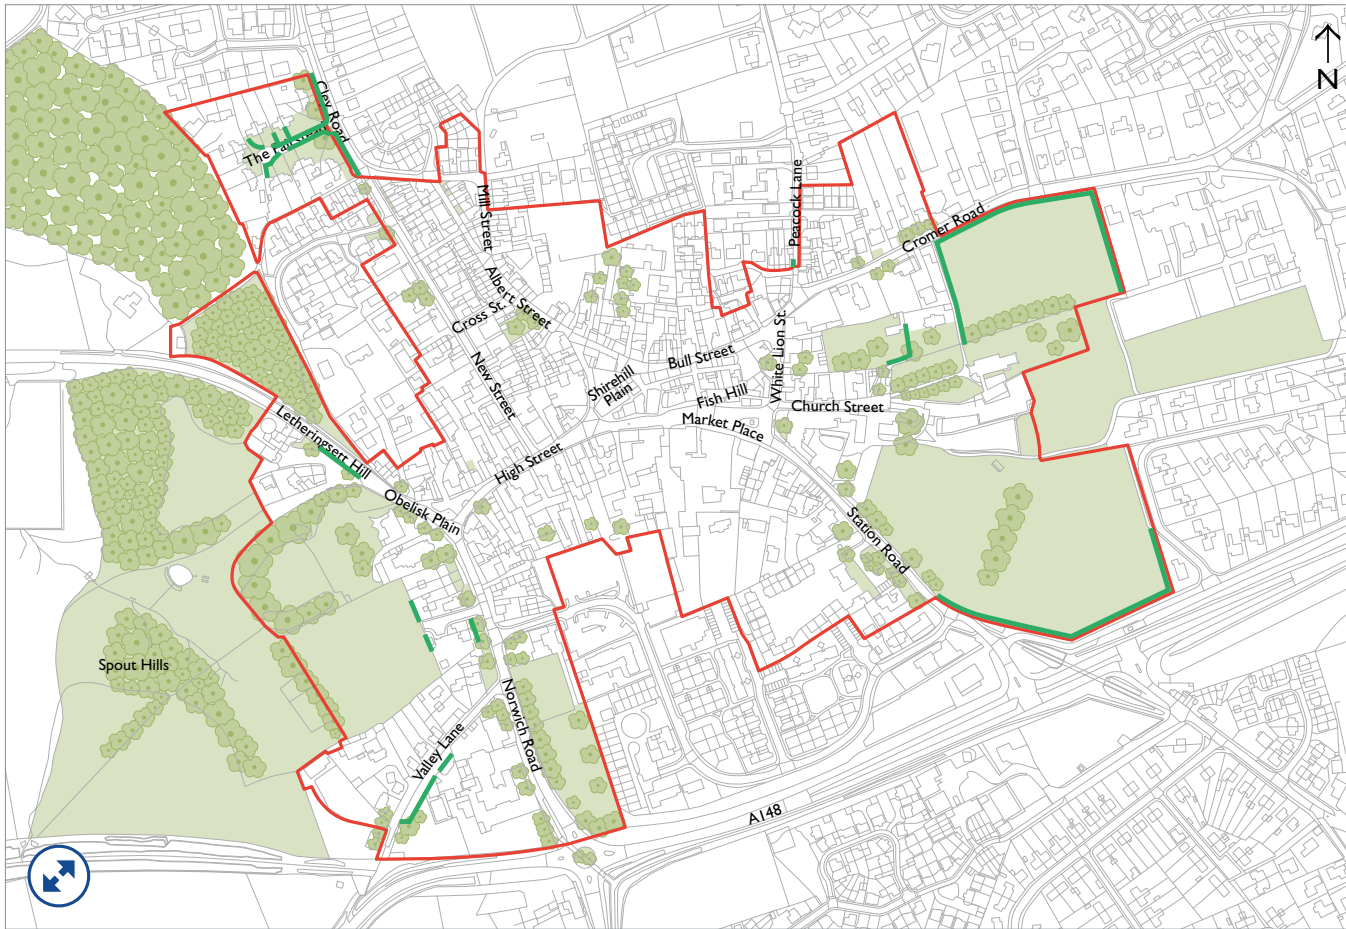 N
Cley Road
The Fairstead
Mill Street
Peacock Lane
Cromer Road
Albert Street
Cross St.
White Lion St.
Bull Street
New Street
Shirehill
Plain
Fish Hill
Church Street
Market Place
Letheringsett Hill
High Street
Obelisk Plain
Station Road
Spout Hills
Norwich Road
Valley Lane
A148